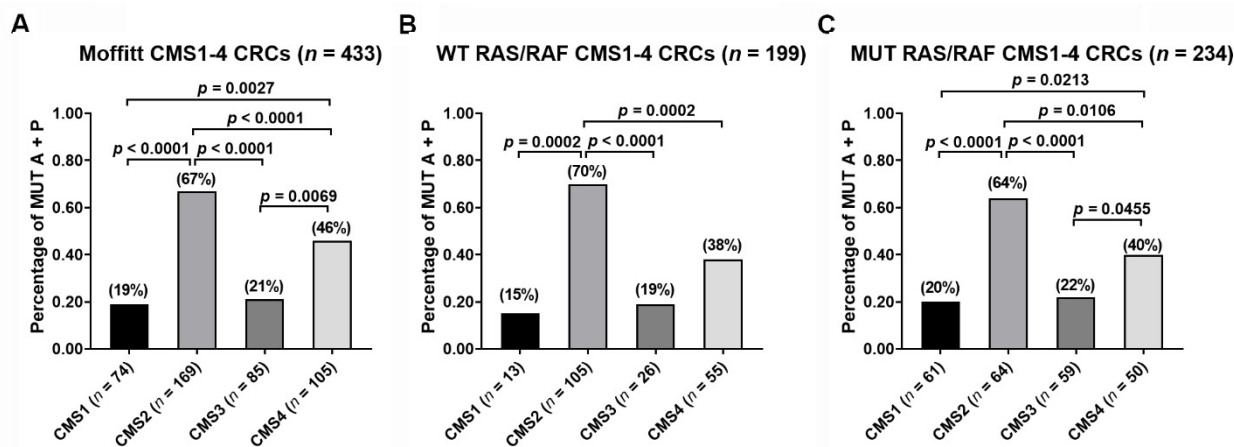 A
Moffitt CMS1-4 CRCs (n = 433)
p = 0.0027
p < 0.0001
p < 0.0001 p < 0.0001
p = 0.0069
Percentage of MUT A + P
1.00
0.80
0.60
0.40
0.20
0.00
(19%)
(67%)
(21%)
(46%)
CMS1 (n = 74)
CMS2 (n = 169)
CMS3 (n = 85)
CMS4 (n = 105)
B
WT RAS/RAF CMS1-4 CRCs (n = 199)
p = 0.0002
p = 0.0002 p < 0.0001
Percentage of MUT A + P
1.00
0.80
0.60
0.40
0.20
0.00
(15%)
(70%)
(19%)
(38%)
CMS1 (n = 13)
CMS2 (n = 105)
CMS3 (n = 26)
CMS4 (n = 55)
C
MUT RAS/RAF CMS1-4 CRCs (n = 234)
p = 0.0213
p = 0.0106
p < 0.0001 p < 0.0001
p = 0.0455
Percentage of MUT A + P
1.00
0.80
0.60
0.40
0.20
0.00
(20%)
(64%)
(22%)
(40%)
CMS1 (n = 61)
CMS2 (n = 64)
CMS3 (n = 59)
CMS4 (n = 50)